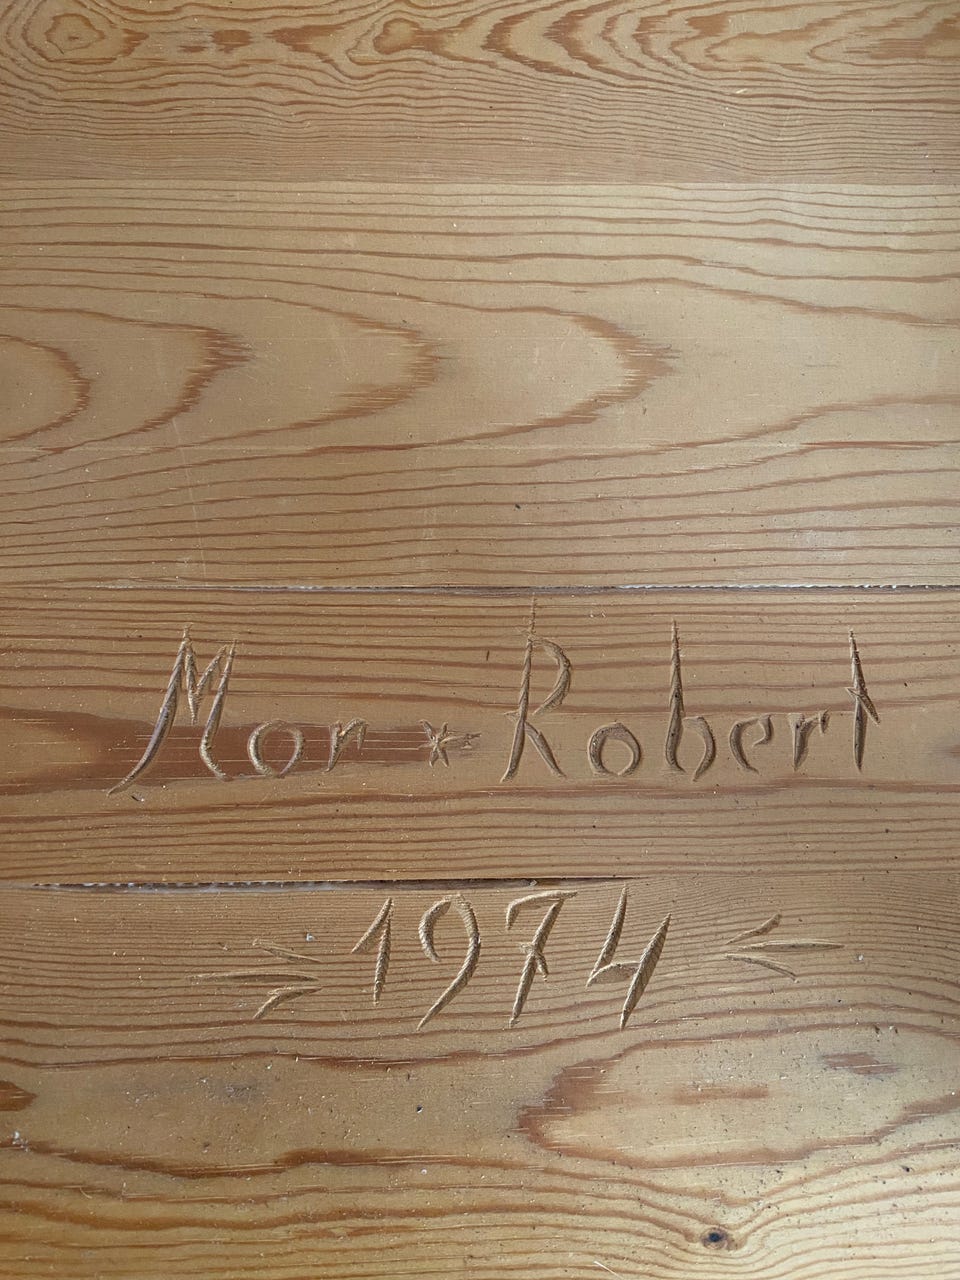 Mor * Robert
→ 1974 ←